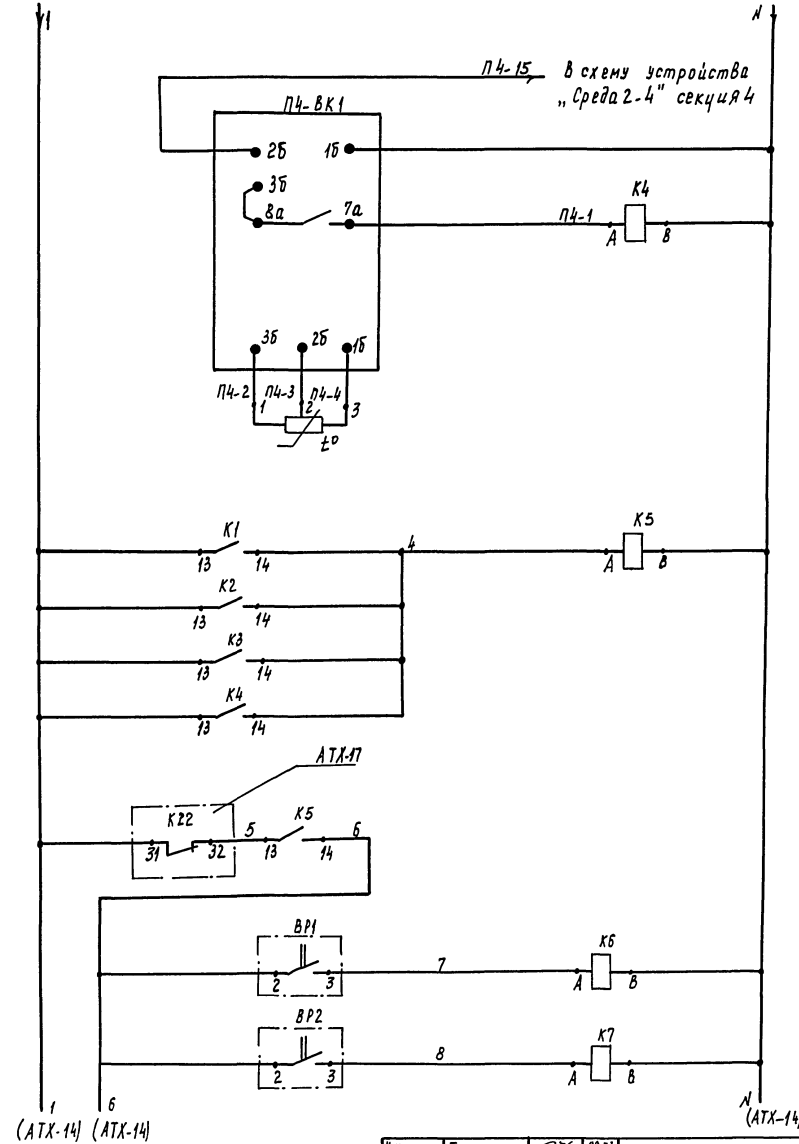 1 N
П4-15 В схему устройства
„Среда 2-4" секция 4
П4-ВК1
2б 1б
3б
8а 7а П4-1 К4
А В
3б 2б 1б
П4-2 П4-3 П4-4
1 2 3
t°
К1 4 К5
13 14 А В
К2
13 14
К3
13 14
К4
13 14
АТХ-17
К22 5 К5 6
31 32 13 14
ВР1 7 К6
2 3 А В
ВР2 8 К7
2 3 А В
1 6 N
(АТХ-14) (АТХ-14) (АТХ-14